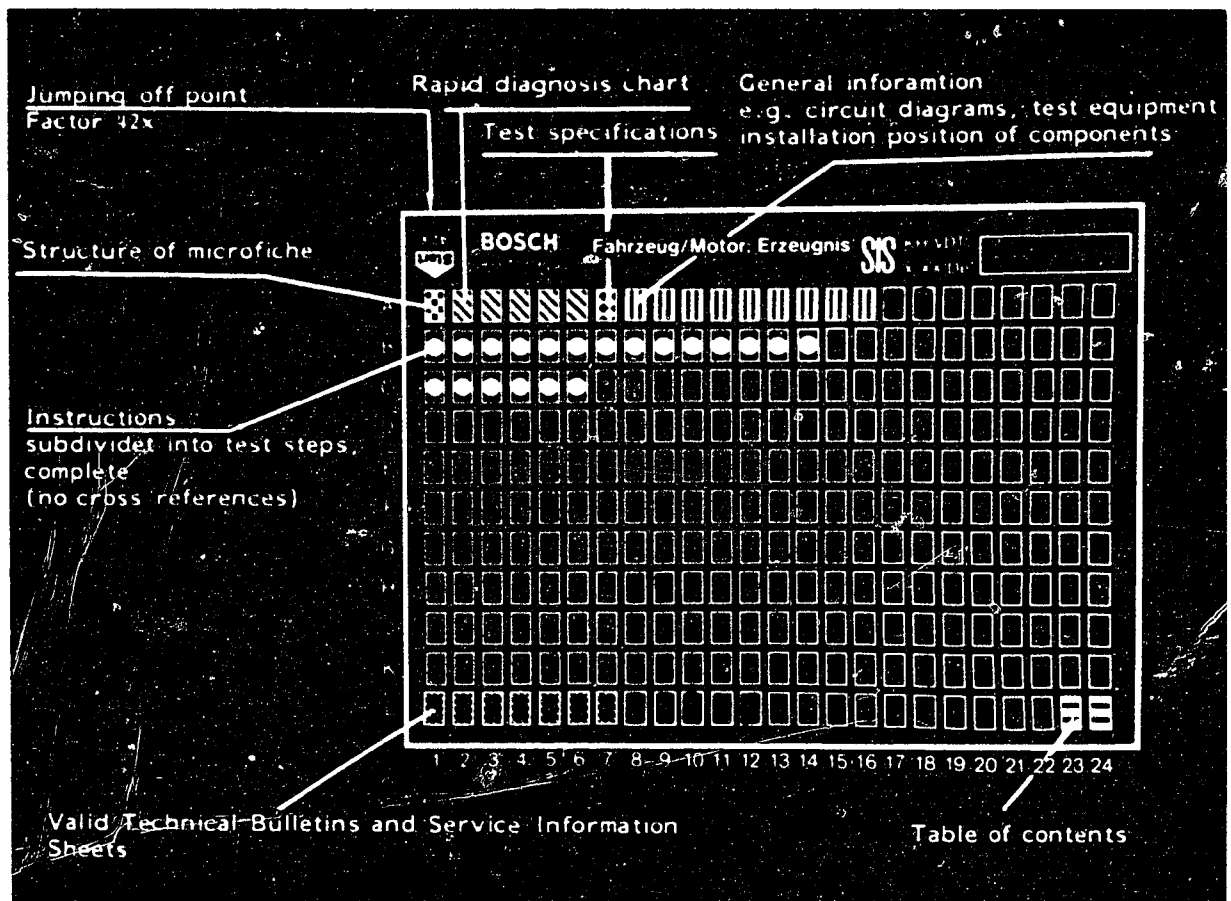 Jumping off point
Factor 42x
Rapid diagnosis chart
Test specifications
General inforamtion
e.g. circuit diagrams, test equipment
installation position of components
Structure of microfiche
BOSCH
Fahrzeug/Motor: Erzeugnis
SIS
Instructions
subdividet into test steps,
complete
(no cross references)
1 2 3 4 5 6 7 8 9 10 11 12 13 14 15 16 17 18 19 20 21 22 23 24
Valid Technical Bulletins and Service Information
Sheets
Table of contents